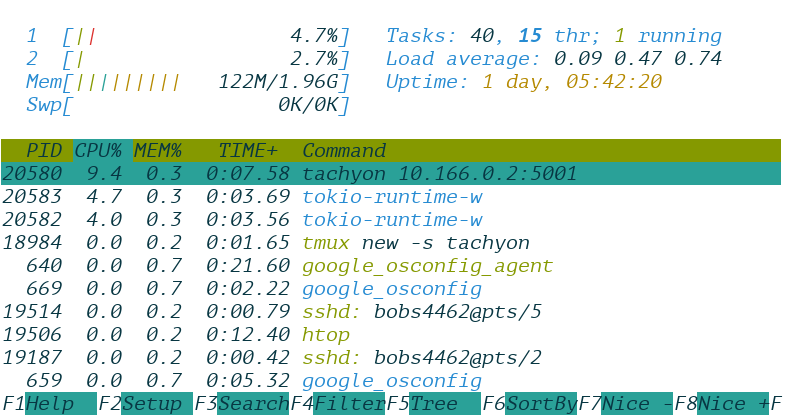 1 [|| 4.7%] Tasks: 40, 15 thr; 1 running
2 [| 2.7%] Load average: 0.09 0.47 0.74
Mem[||||||||| 122M/1.96G] Uptime: 1 day, 05:42:20
Swp[ 0K/0K]
PID CPU% MEM% TIME+ Command
20580 9.4 0.3 0:07.58 tachyon 10.166.0.2:5001
20583 4.7 0.3 0:03.69 tokio-runtime-w
20582 4.0 0.3 0:03.56 tokio-runtime-w
18984 0.0 0.2 0:01.65 tmux new -s tachyon
640 0.0 0.7 0:21.60 google_osconfig_agent
669 0.0 0.7 0:02.22 google_osconfig
19514 0.0 0.2 0:00.79 sshd: bobs4462@pts/5
19506 0.0 0.2 0:12.40 htop
19187 0.0 0.2 0:00.42 sshd: bobs4462@pts/2
659 0.0 0.7 0:05.32 google_osconfig
F1Help F2Setup F3SearchF4FilterF5Tree F6SortByF7Nice -F8Nice +F